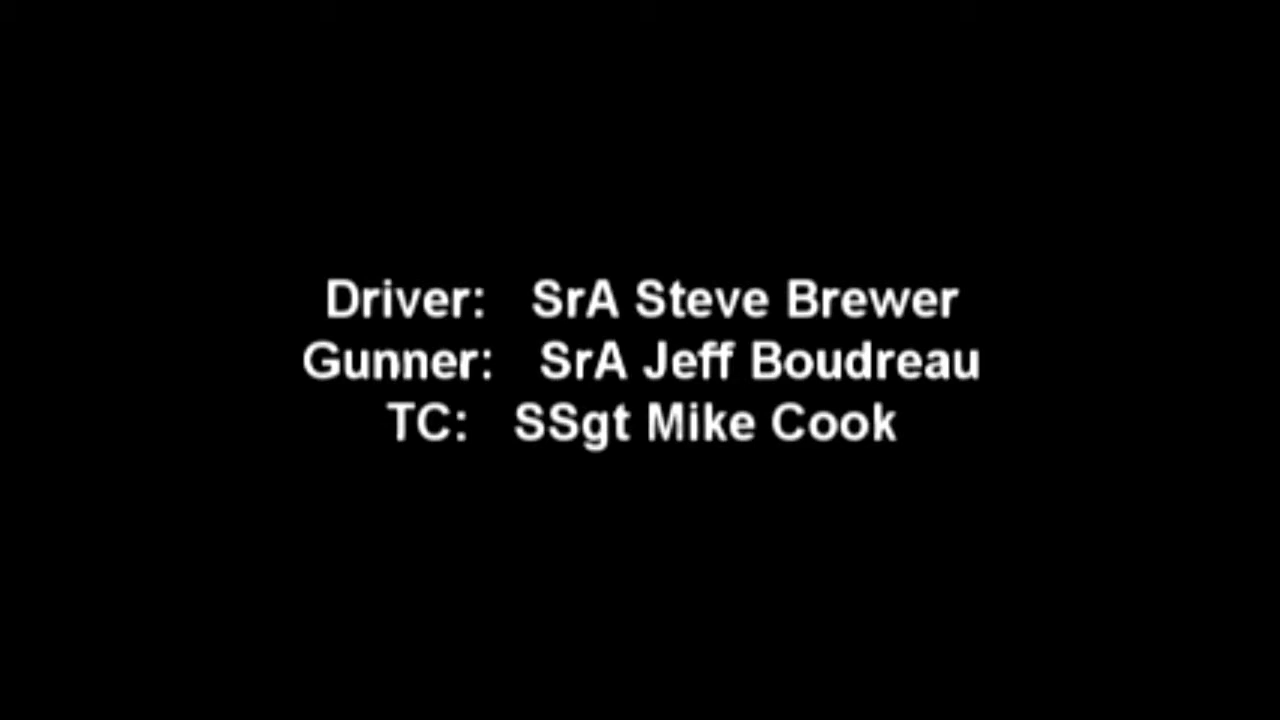 Driver: SrA Steve Brewer
Gunner: SrA Jeff Boudreau
TC: SSgt Mike Cook